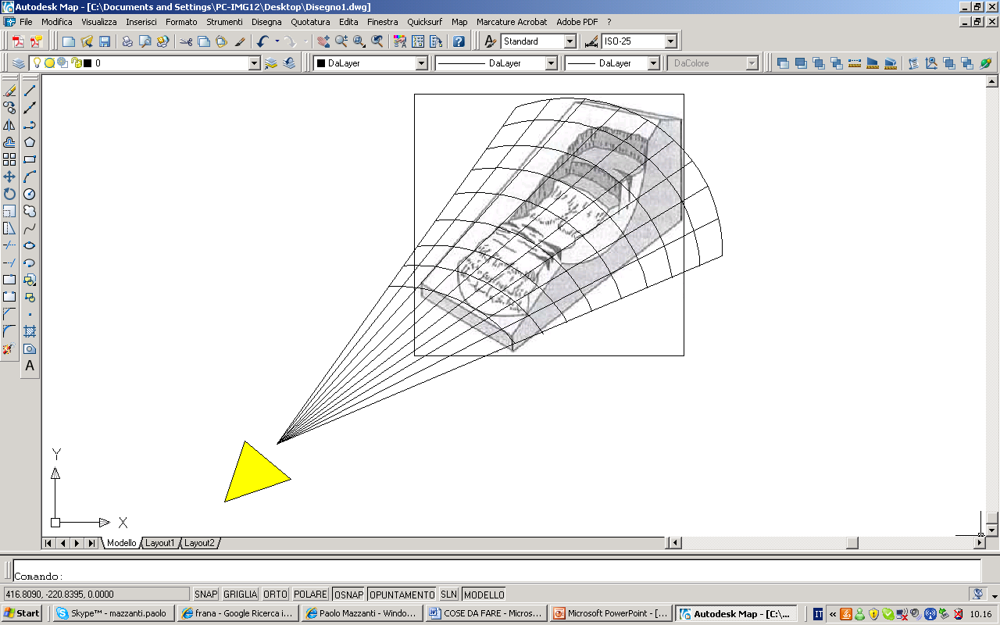 Autodesk Map - [C:\Documents and Settings\PC-IMG12\Desktop\Disegno1.dwg]
File Modifica Visualizza Inserisci Formato Strumenti Disegna Quotatura Edita Finestra Quicksurf Map Marcature Acrobat Adobe PDF ?
Standard ISO-25
0 DaLayer DaLayer DaLayer DaColore
A
Y
X
Modello Layout1 Layout2
Comando:
416.8090, -220.8395, 0.0000 SNAP GRIGLIA ORTO POLARE OSNAP OPUNTAMENTO SLN MODELLO
Start Skype™ - mazzanti.paolo frana - Google Ricerca i... Paolo Mazzanti - Windo... COSE DA FARE - Micros... Microsoft PowerPoint - [... Autodesk Map - [C:\... IT « 10.16